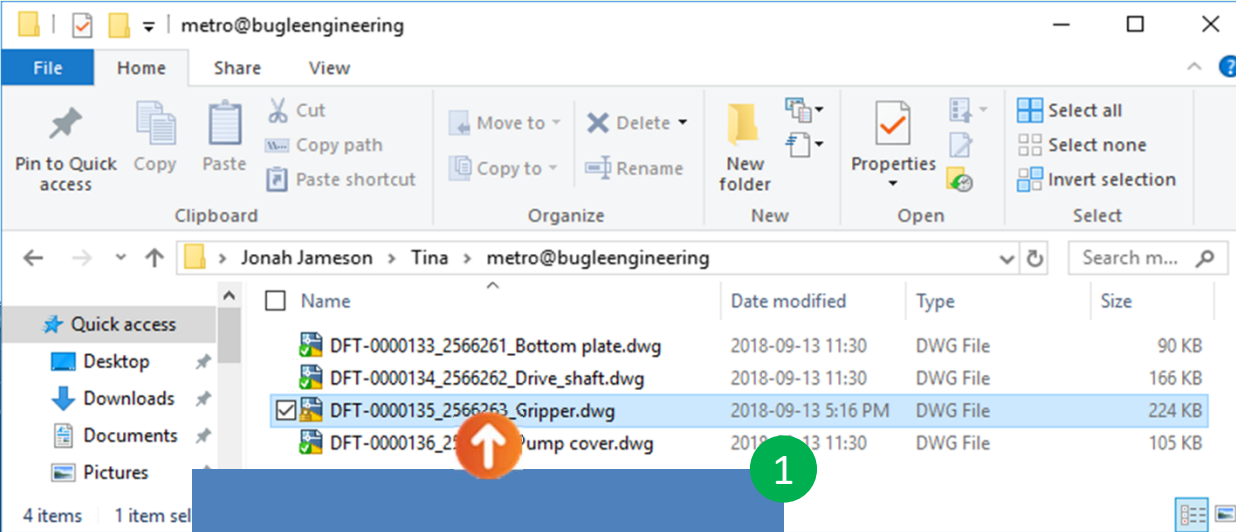 metro@bugleengineering
File Home Share View
Pin to Quick access
Copy
Paste
Cut
Copy path
Paste shortcut
Clipboard
Move to
Copy to
Delete
Rename
Organize
New folder
New
Properties
Open
Select all
Select none
Invert selection
Select
Jonah Jameson > Tina > metro@bugleengineering
Search m...
Quick access
Desktop
Downloads
Documents
Pictures
Name Date modified Type Size
DFT-0000133_2566261_Bottom plate.dwg 2018-09-13 11:30 DWG File 90 KB
DFT-0000134_2566262_Drive_shaft.dwg 2018-09-13 11:30 DWG File 166 KB
DFT-0000135_2566263_Gripper.dwg 2018-09-13 5:16 PM DWG File 224 KB
DFT-0000136_2 Pump cover.dwg 13 11:30 DWG File 105 KB
1
4 items 1 item sel